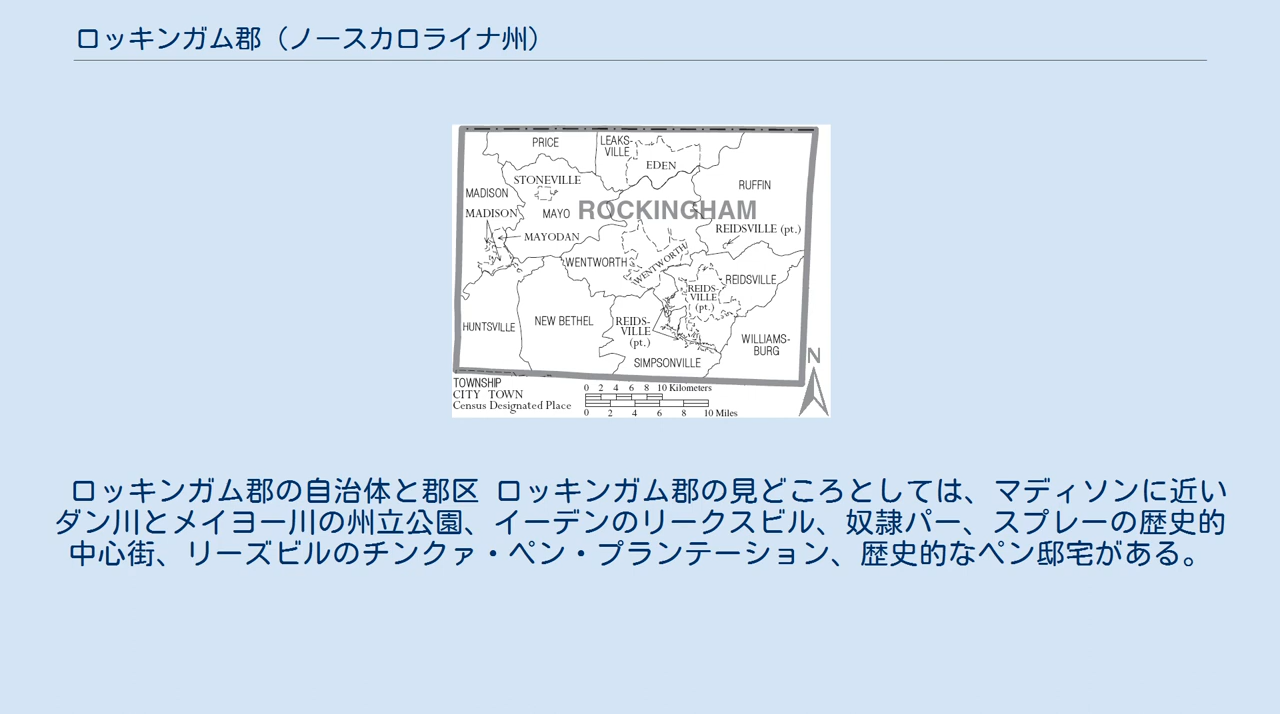 ロッキンガム郡（ノースカロライナ州）
PRICE
LEAKS-
VILLE
EDEN
STONEVILLE
RUFFIN
MADISON
MADISON
MAYO
ROCKINGHAM
REIDSVILLE (pt.)
MAYODAN
WENTWORTH
WENTWORTH
REIDSVILLE
REIDS-
VILLE
(pt.)
HUNTSVILLE
NEW BETHEL
REIDS-
VILLE
(pt.)
WILLIAMS-
BURG
SIMPSONVILLE
N
TOWNSHIP
CITY TOWN
Census Designated Place
0 2 4 6 8 10 Kilometers
0 2 4 6 8 10 Miles
ロッキンガム郡の自治体と郡区 ロッキンガム郡の見どころとしては、マディソンに近い
ダン川とメイヨー川の州立公園、イーデンのリークスビル、奴隷パー、スプレーの歴史的
中心街、リーズビルのチンクァ・ペン・プランテーション、歴史的なペン邸宅がある。